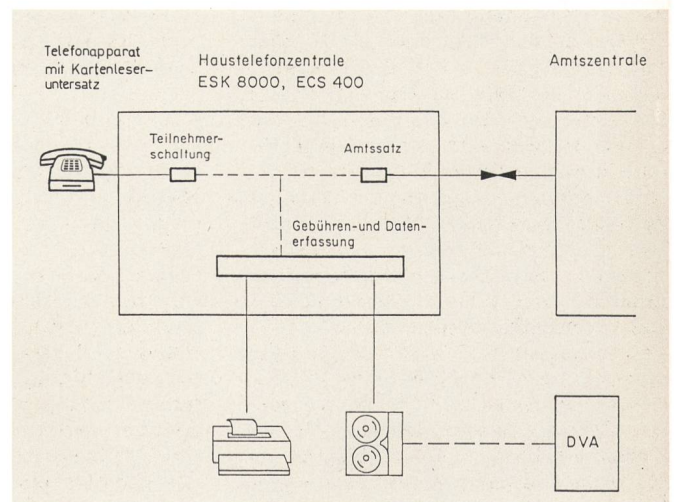 Telefonapparat
mit Kartenleser-
untersatz
Haustelefonzentrale
ESK 8000, ECS 400
Amtszentrale
Teilnehmer-
schaltung
Amtssatz
Gebühren-und Daten-
erfassung
DVA